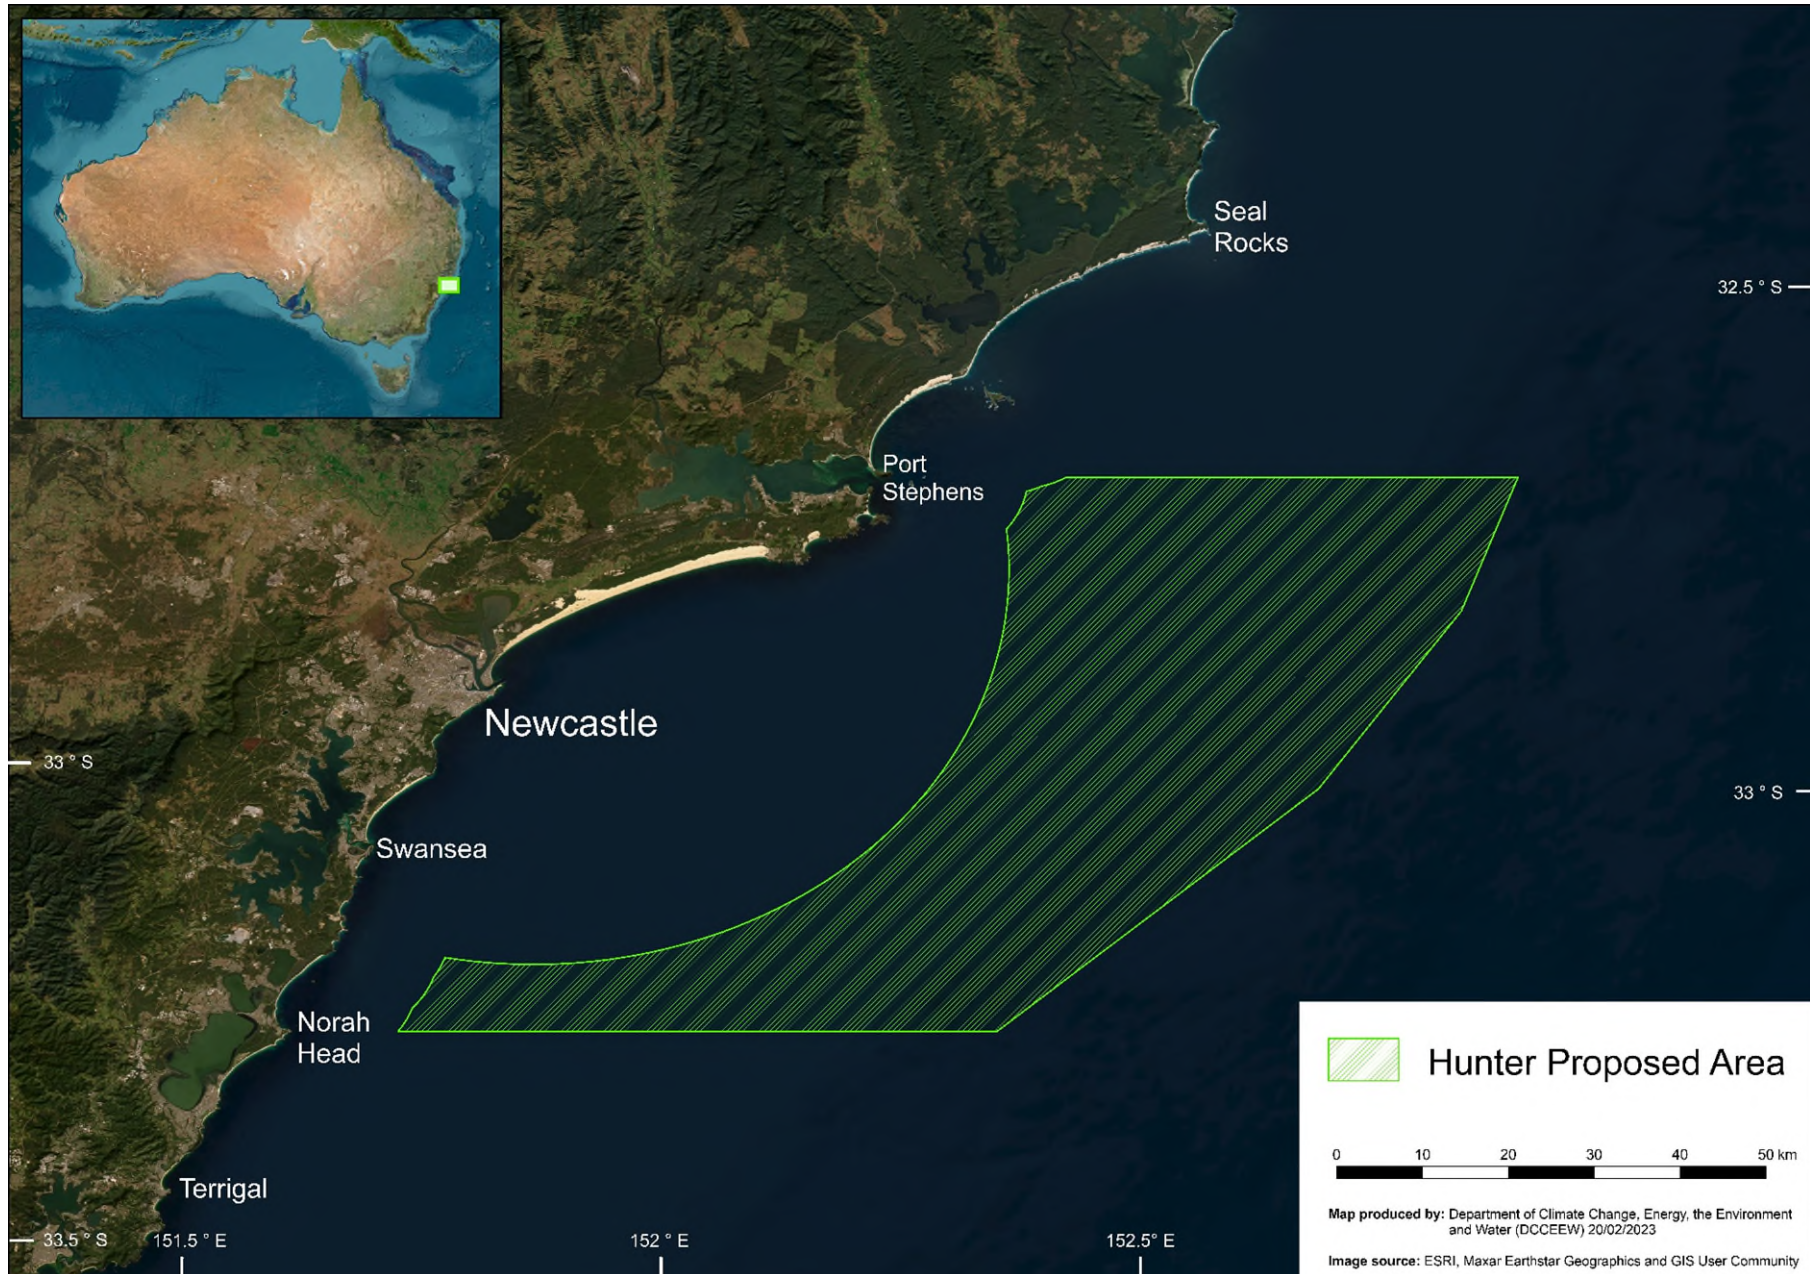 Seal
Rocks
32.5 ° S
Port
Stephens
Newcastle
33 ° S
33 ° S
Swansea
Norah
Head
Terrigal
33.5 ° S
151.5 ° E
152 ° E
152.5 ° E
Hunter Proposed Area
0 10 20 30 40 50 km
Map produced by: Department of Climate Change, Energy, the Environment
and Water (DCCEEW) 20/02/2023
Image source: ESRI, Maxar Earthstar Geographics and GIS User Community